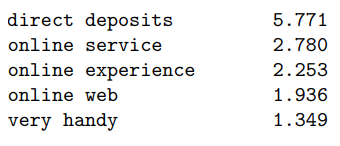 direct deposits 5.771
online service 2.780
online experience 2.253
online web 1.936
very handy 1.349